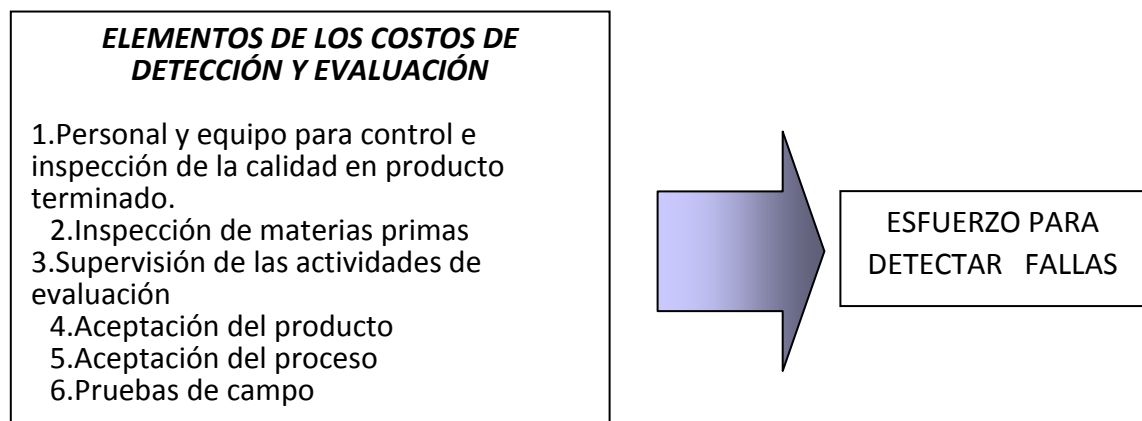 ELEMENTOS DE LOS COSTOS DE
DETECCIÓN Y EVALUACIÓN
1.Personal y equipo para control e
inspección de la calidad en producto
terminado.
2.Inspección de materias primas
3.Supervisión de las actividades de
evaluación
4.Aceptación del producto
5.Aceptación del proceso
6.Pruebas de campo
ESFUERZO PARA
DETECTAR FALLAS